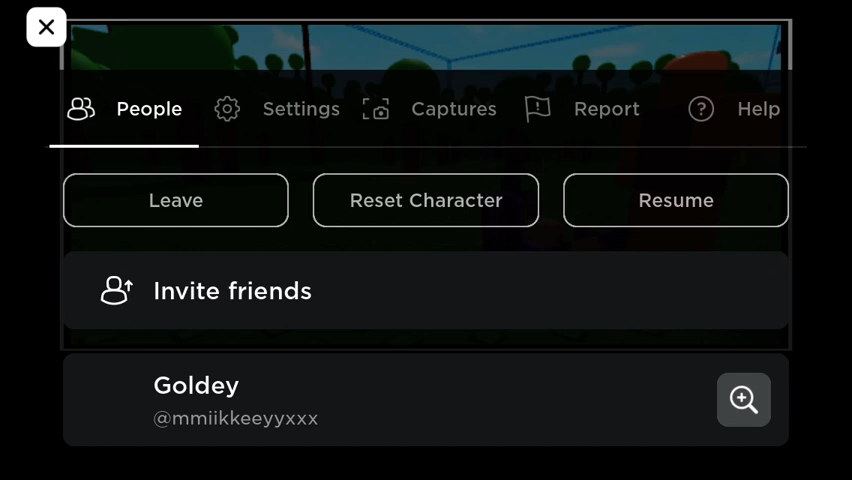 People
Settings
Captures
Report
Help
Leave
Reset Character
Resume
Invite friends
Goldey
@mmiikkeeyyxxx